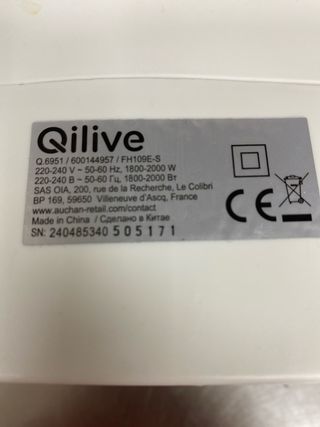 Qilive
Q.6951 / 600144957 / FH109E-S
220-240 V ~ 50-60 Hz, 1800-2000 W
220-240 В ~ 50-60 Гц, 1800-2000 Вт
SAS OIA, 200, rue de la Recherche, Le Colibri
BP 169, 59650 Villeneuve d'Ascq, France
www.auchan-retail.com/contact
Made in China / Сделано в Китае
SN: 240485340 505171
CE